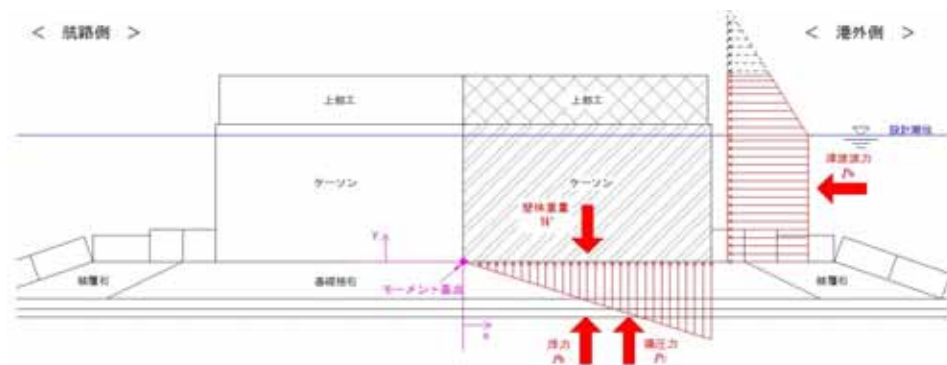 ＜ 航路側 ＞
＜ 港外側 ＞
上部工
上部工
設計潮位
ケーソン
ケーソン
津波波力
壁体重量
W
Y
被覆石
基礎捨石
モーメント基点
被覆石
x
浮力
揚圧力